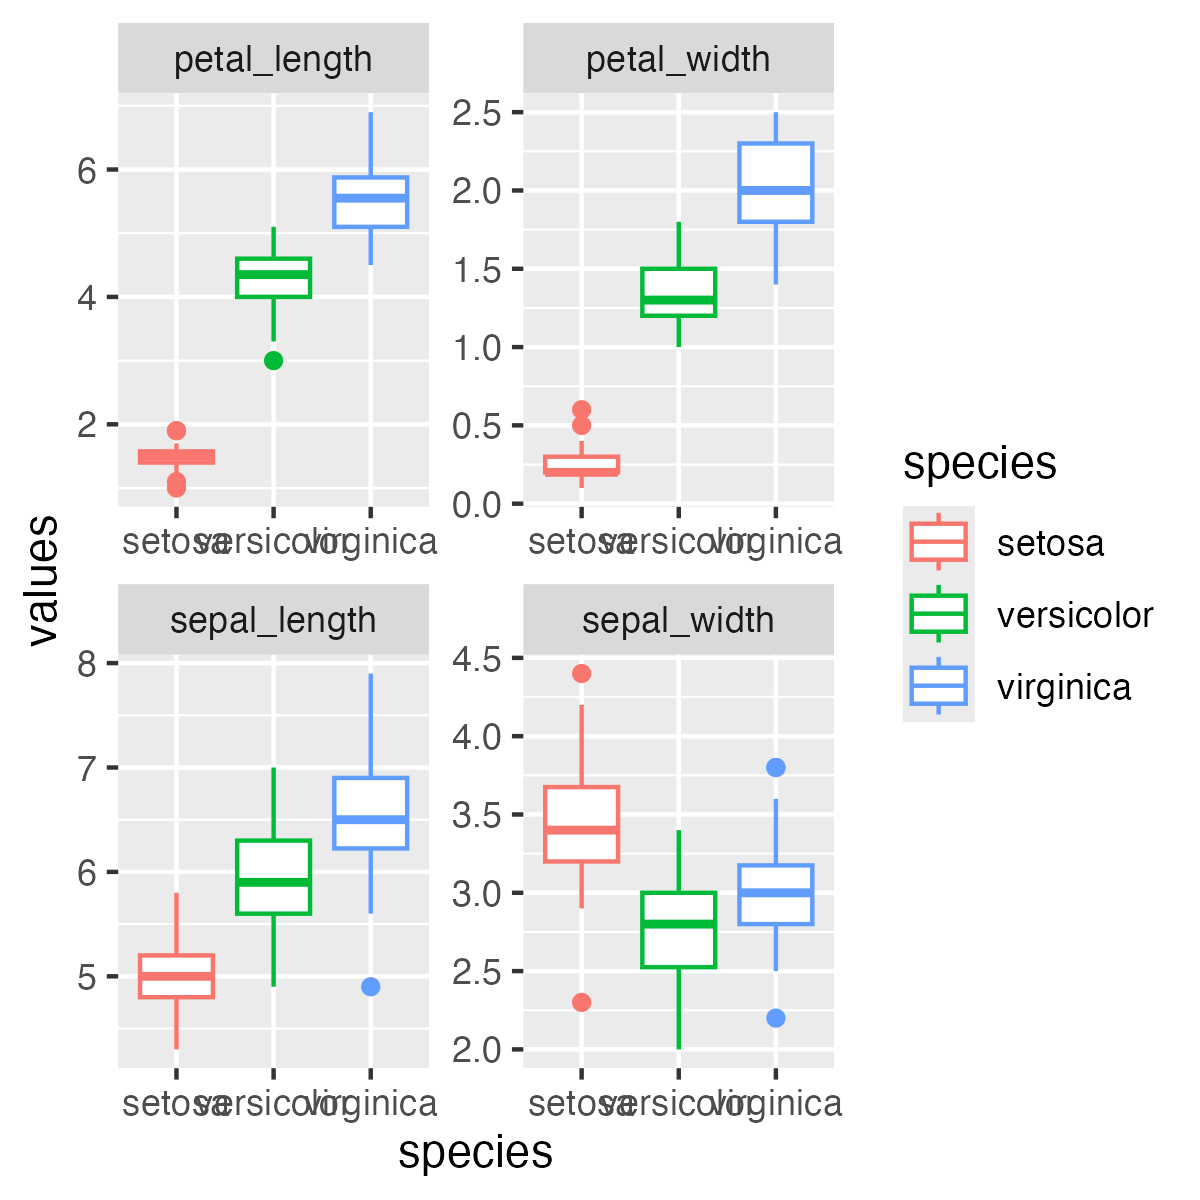 petal_length
petal_width
6
4
2
2.5
2.0
1.5
1.0
0.5
0.0
setosa versicolor virginica
setosa versicolor virginica
values
sepal_length
sepal_width
8
7
6
5
4.5
4.0
3.5
3.0
2.5
2.0
setosa versicolor virginica
setosa versicolor virginica
species
species
setosa
versicolor
virginica